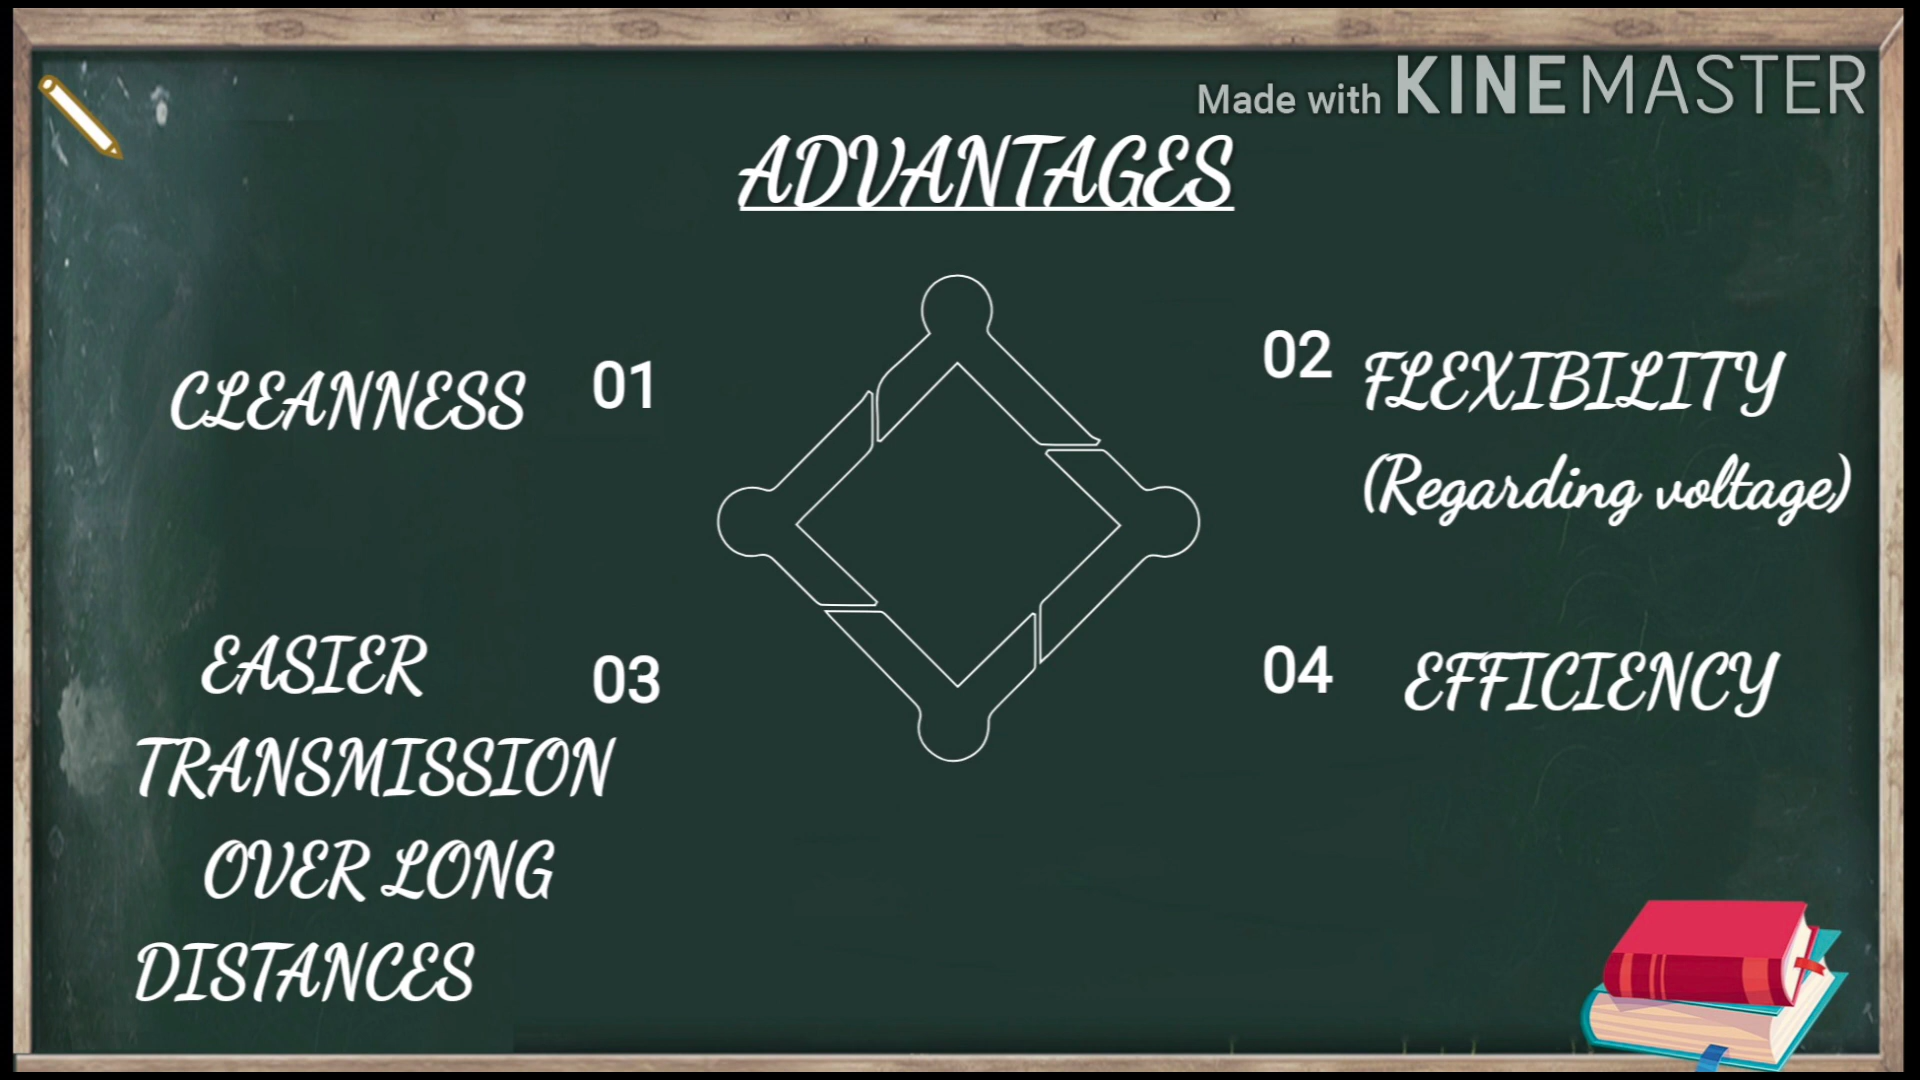 Made with KINEMASTER
ADVANTAGES
CLEANNESS 01
02 FLEXIBILITY
(Regarding voltage)
EASIER 03
TRANSMISSION
OVER LONG
DISTANCES
04 EFFICIENCY